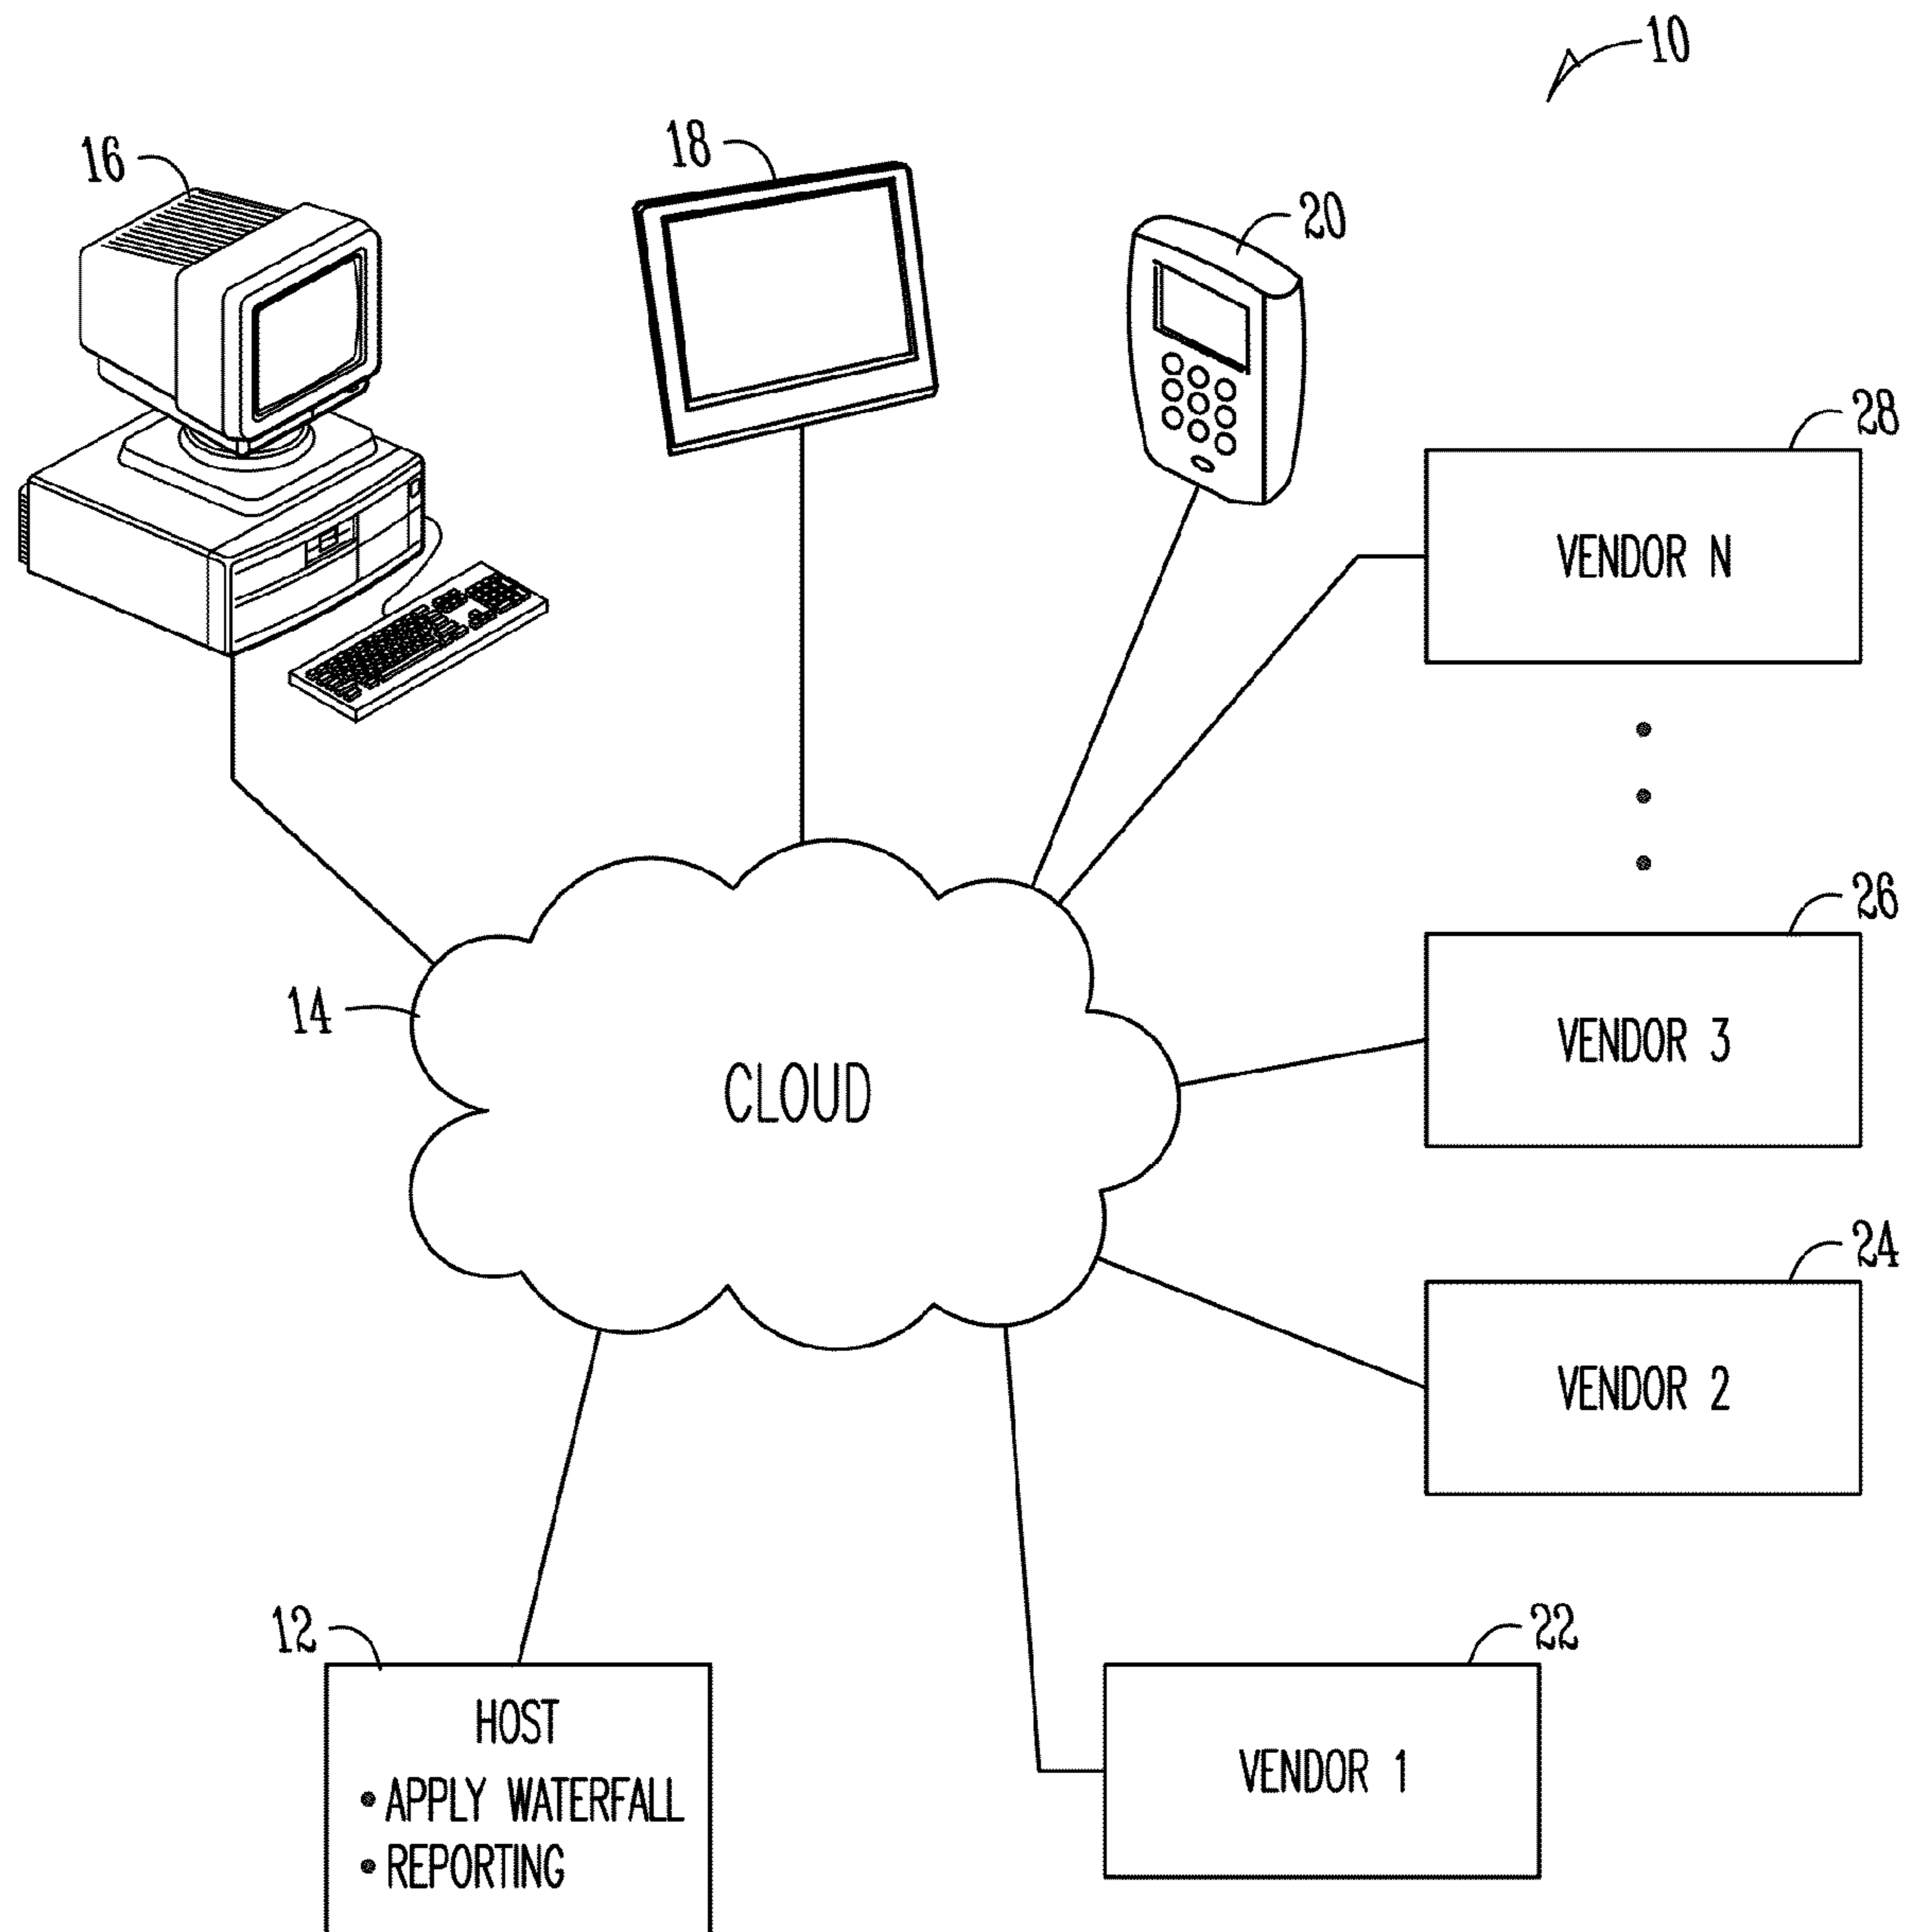 10
16
18
20
28
VENDOR N
26
14
CLOUD
VENDOR 3
24
VENDOR 2
12
22
HOST
• APPLY WATERFALL
• REPORTING
VENDOR 1